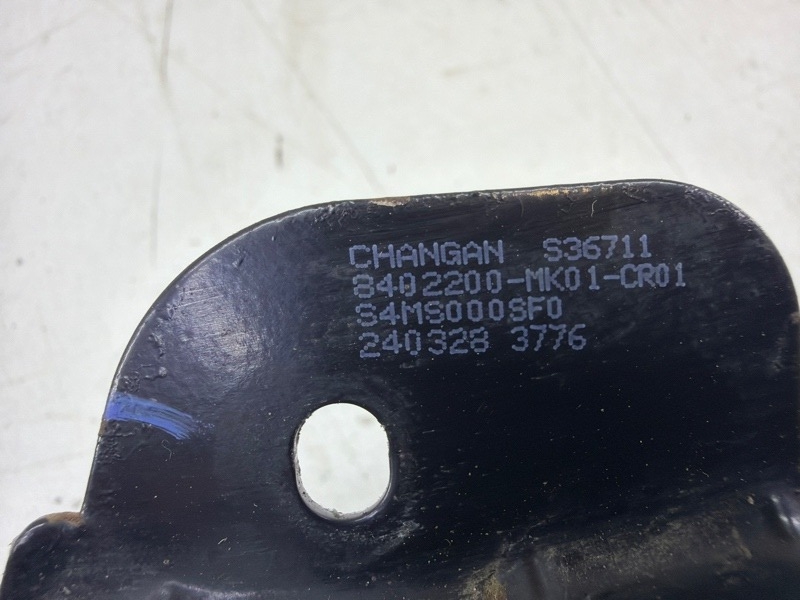 CHANGAN S36711
8402200-MK01-CR01
S4MS000SF0
240328 3776